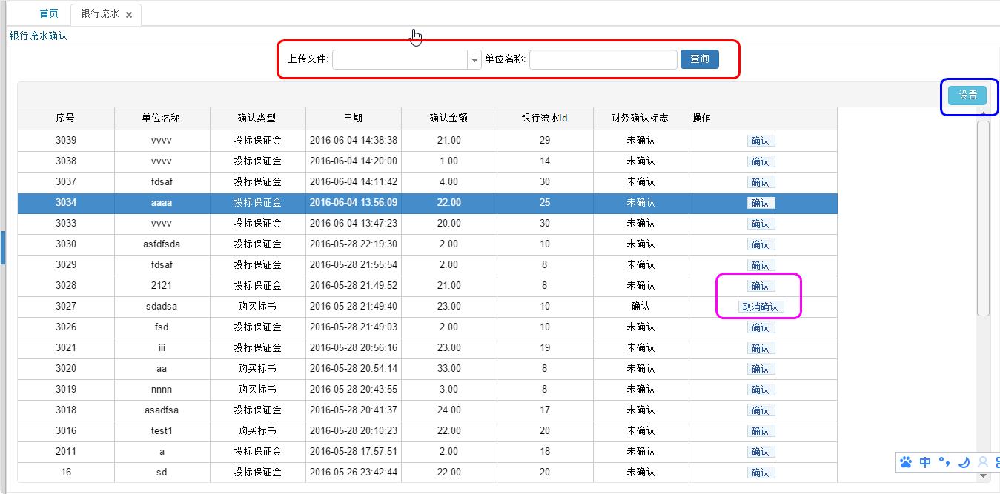 首页 银行流水 ×
银行流水确认
上传文件: 单位名称: 查询
设置
序号 单位名称 确认类型 日期 确认金额 银行流水Id 财务确认标志 操作
3039 vvvv 投标保证金 2016-06-04 14:38:38 21.00 29 未确认 确认
3038 vvvv 投标保证金 2016-06-04 14:20:00 1.00 14 未确认 确认
3037 fdsaf 投标保证金 2016-06-04 14:11:42 4.00 30 未确认 确认
3034 aaaa 投标保证金 2016-06-04 13:56:09 22.00 25 未确认 确认
3033 vvvv 投标保证金 2016-06-04 13:47:23 20.00 30 未确认 确认
3030 asfdfsda 投标保证金 2016-05-28 22:19:30 2.00 10 未确认 确认
3029 fdsaf 投标保证金 2016-05-28 21:55:54 2.00 8 未确认 确认
3028 2121 投标保证金 2016-05-28 21:49:52 21.00 8 未确认 确认
3027 sdadsa 购买标书 2016-05-28 21:49:40 23.00 10 确认 取消确认
3026 fsd 投标保证金 2016-05-28 21:49:03 2.00 10 未确认 确认
3021 iii 投标保证金 2016-05-28 20:56:16 23.00 19 未确认 确认
3020 aa 购买标书 2016-05-28 20:54:14 33.00 8 未确认 确认
3019 nnnn 购买标书 2016-05-28 20:43:55 3.00 8 未确认 确认
3018 asadfsa 投标保证金 2016-05-28 20:41:37 24.00 17 未确认 确认
3016 test1 购买标书 2016-05-28 20:10:23 22.00 20 未确认 确认
2011 a 投标保证金 2016-05-28 17:57:51 2.00 18 未确认 确认
16 sd 投标保证金 2016-05-26 23:42:44 22.00 20 未确认 确认
中